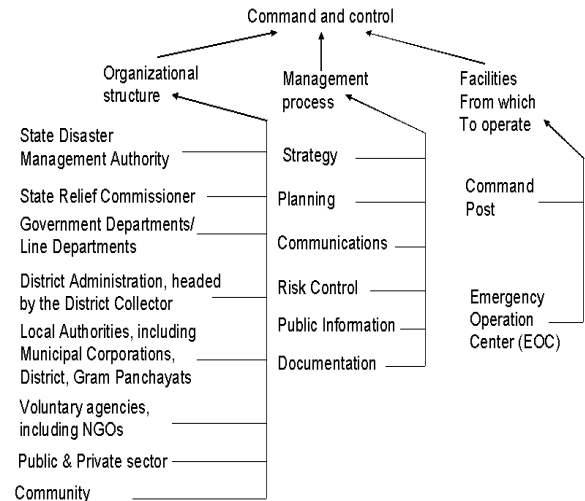 Command and control
Organizational
structure
State Disaster
Management Authority
State Relief Commissioner
Government Departments/
Line Departments
District Administration, headed
by the District Collector
Local Authorities, including
Municipal Corporations,
District, Gram Panchayats
Voluntary agencies,
including NGOs
Public & Private sector
Community
Management
process
Strategy
Planning
Communications
Risk Control
Public Information
Documentation
Facilities
From which
To operate
Command
Post
Emergency
Operation
Center (EOC)